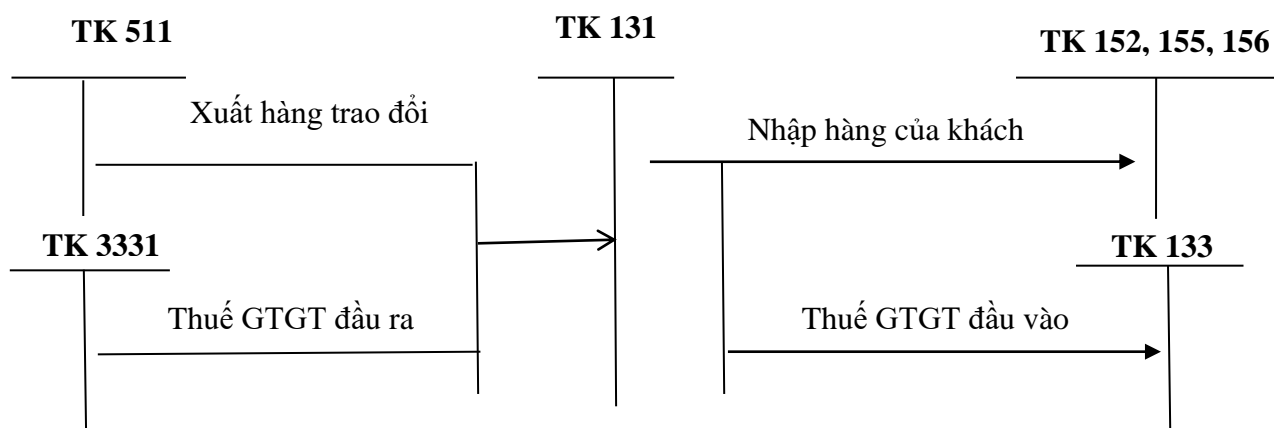 TK 511
TK 131
TK 152, 155, 156
Xuất hàng trao đổi
Nhập hàng của khách
TK 3331
TK 133
Thuế GTGT đầu ra
Thuế GTGT đầu vào